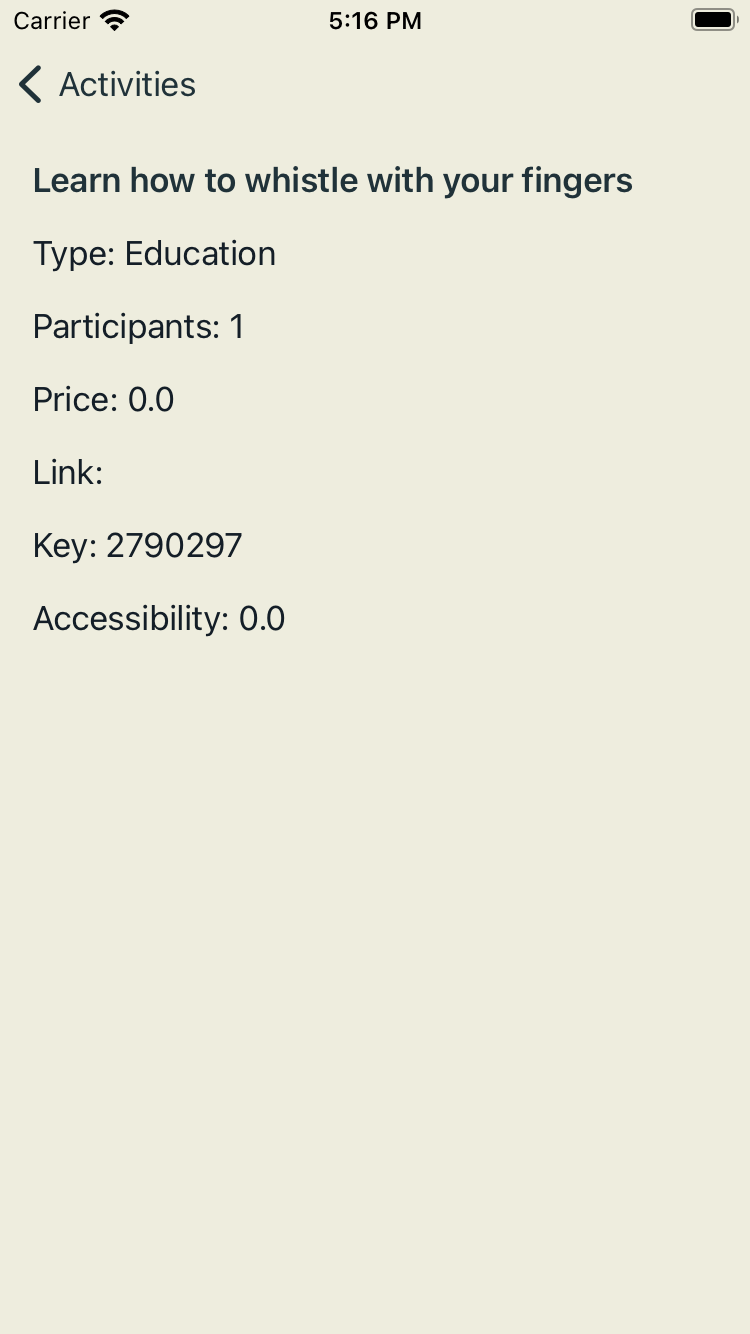 Carrier 5:16 PM
Activities
Learn how to whistle with your fingers
Type: Education
Participants: 1
Price: 0.0
Link:
Key: 2790297
Accessibility: 0.0